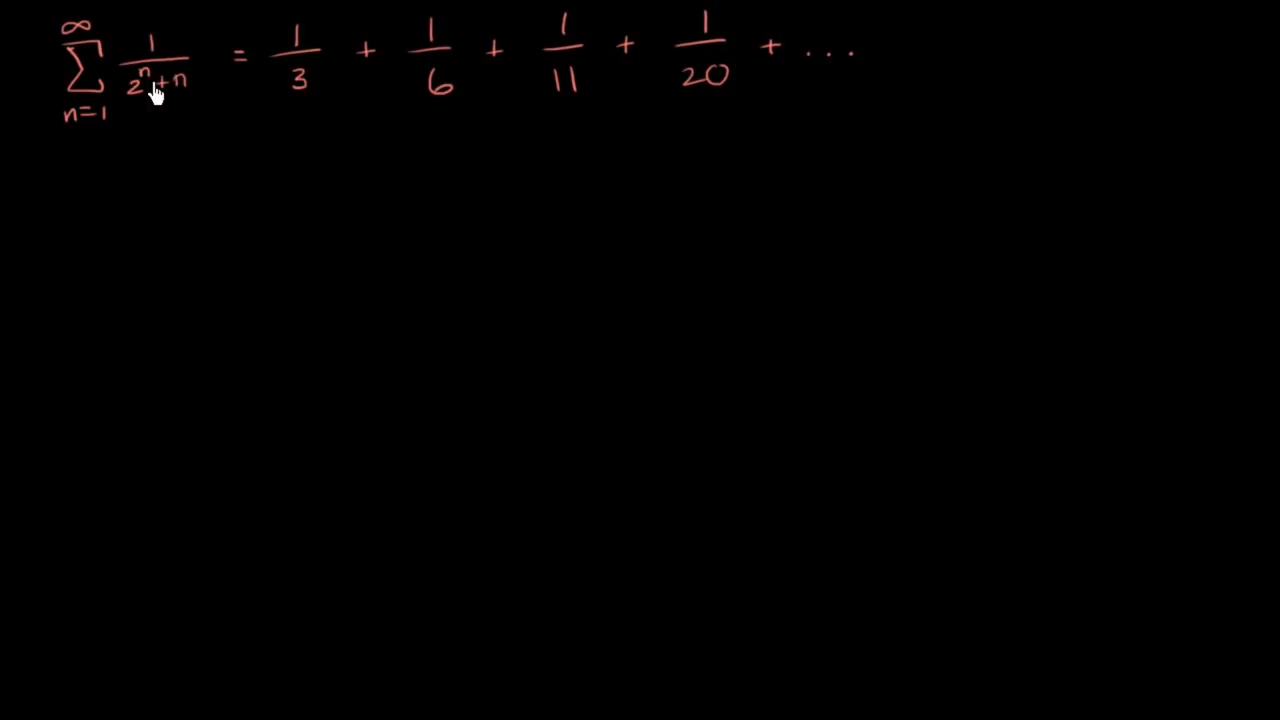 ∞
∑ 1/(2ⁿ+n) = 1/3 + 1/6 + 1/11 + 1/20 + ...
n=1